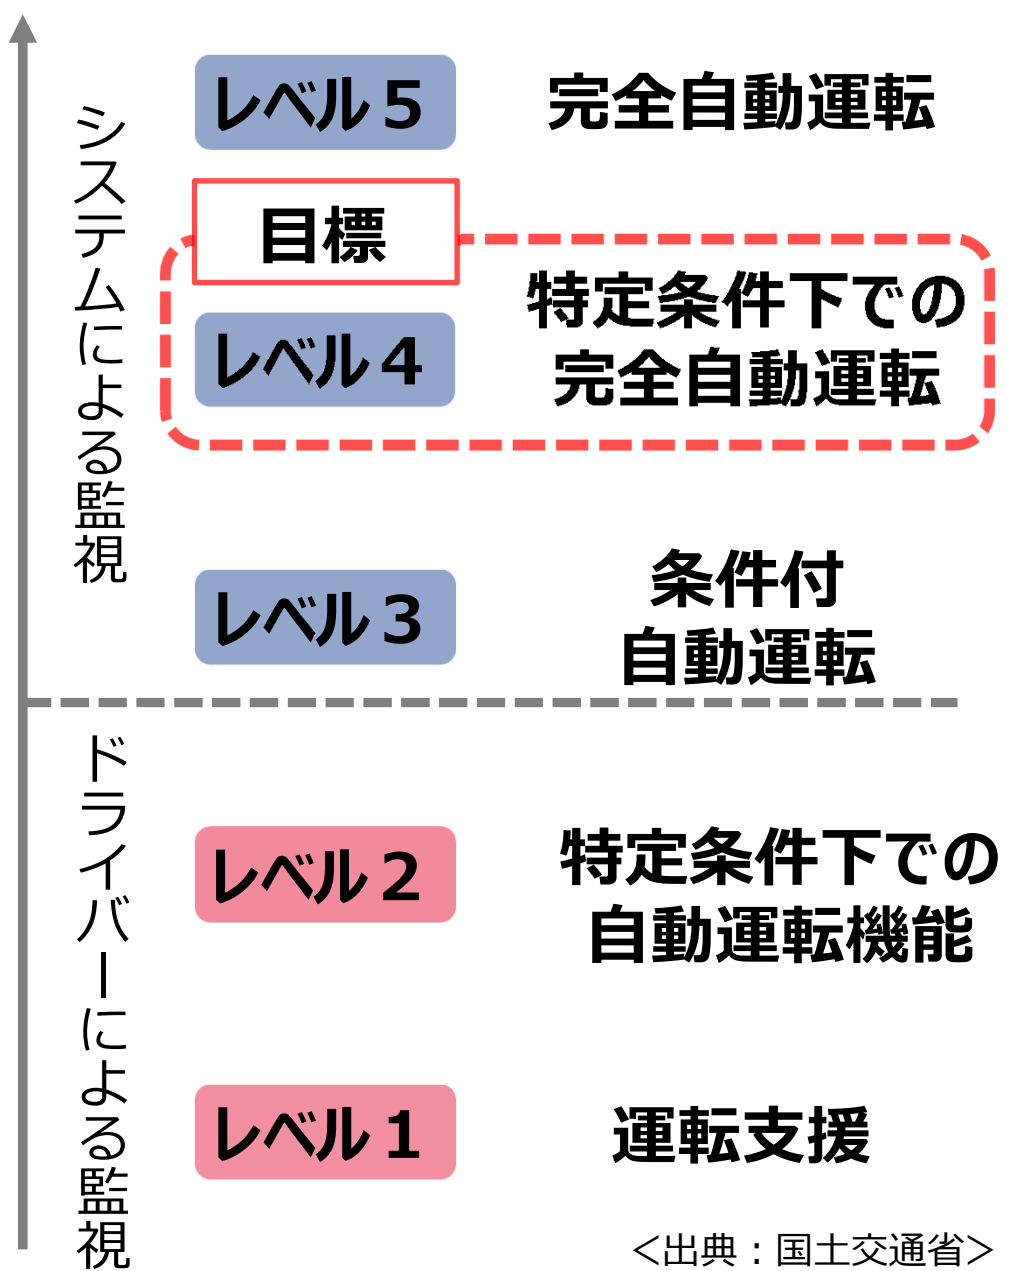 システムによる監視
レベル５ 完全自動運転
目標
レベル４ 特定条件下での
完全自動運転
レベル３ 条件付
自動運転
ドライバーによる監視
レベル２ 特定条件下での
自動運転機能
レベル１ 運転支援
＜出典：国土交通省＞